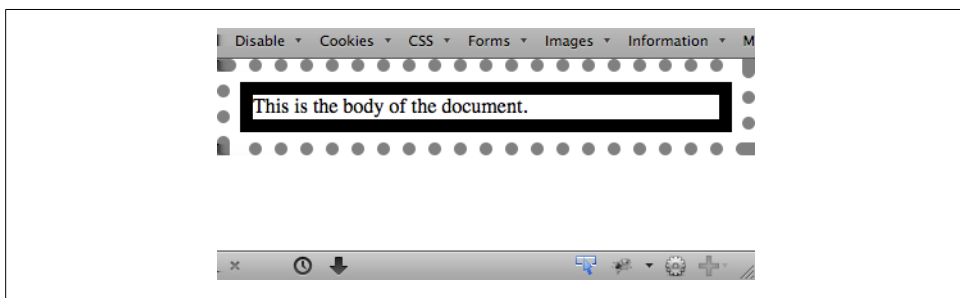 Disable Cookies CSS Forms Images Information M
This is the body of the document.